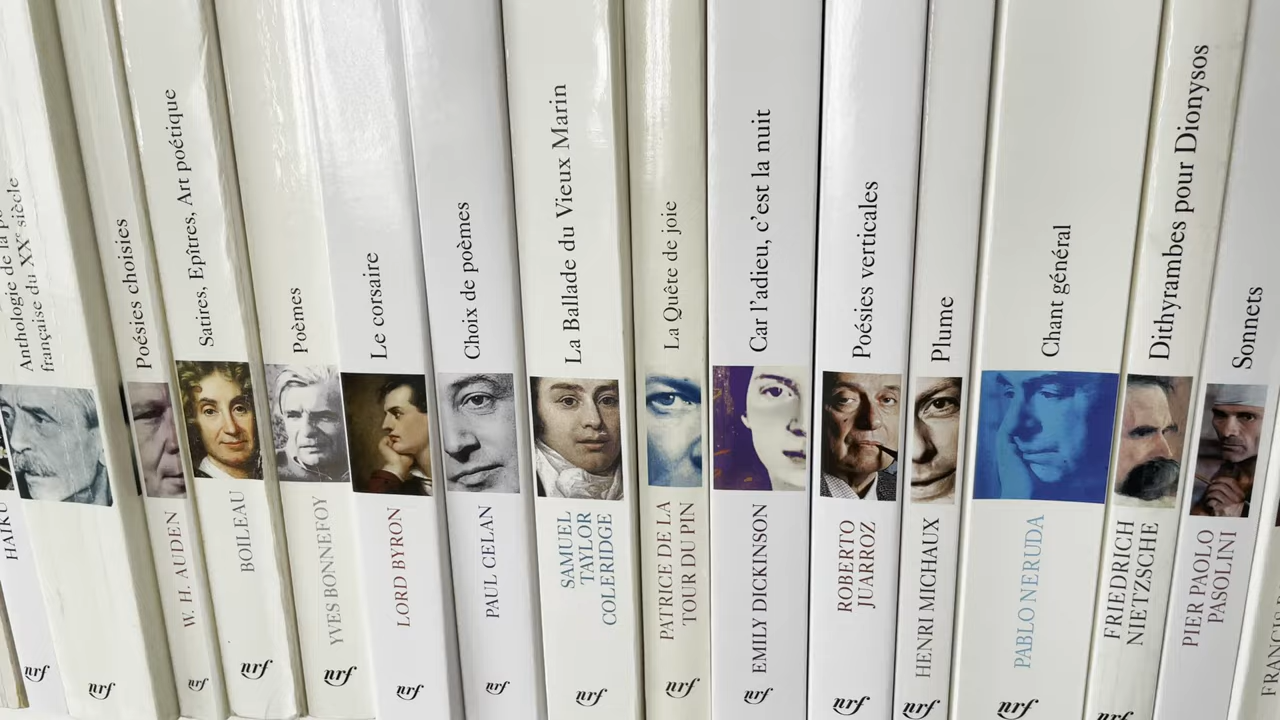 HAÏKU
nrf
Anthologie de la
française du XXe siècle
nrf
Poésies choisies
W. H. AUDEN
nrf
Satires, Epîtres, Art poétique
BOILEAU
nrf
Poèmes
YVES BONNEFOY
nrf
Le corsaire
LORD BYRON
nrf
Choix de poèmes
PAUL CELAN
nrf
La Ballade du Vieux Marin
SAMUEL
TAYLOR
COLERIDGE
nrf
La Quête de joie
PATRICE DE LA
TOUR DU PIN
nrf
Car l’adieu, c’est la nuit
EMILY DICKINSON
nrf
Poésies verticales
ROBERTO
JUARROZ
nrf
Plume
HENRI MICHAUX
nrf
Chant général
PABLO NERUDA
nrf
Dithyrambes pour Dionysos
FRIEDRICH
NIETZSCHE
nrf
Sonnets
PIER PAOLO
PASOLINI